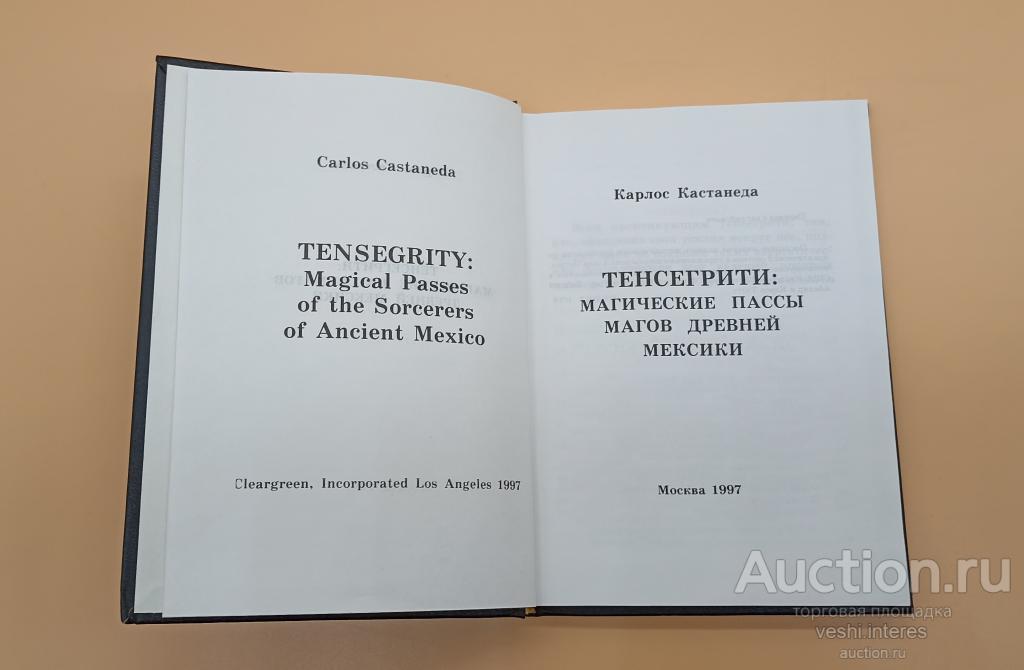 Carlos Castaneda
TENSEGRITY:
Magical Passes
of the Sorcerers
of Ancient Mexico
Cleargreen, Incorporated Los Angeles 1997
Карлос Кастанеда
ТЕНСЕГРИТИ:
МАГИЧЕСКИЕ ПАССЫ
МАГОВ ДРЕВНЕЙ
МЕКСИКИ
Москва 1997
Auction.ru
торговая площадка
veshi.interes
auction.ru